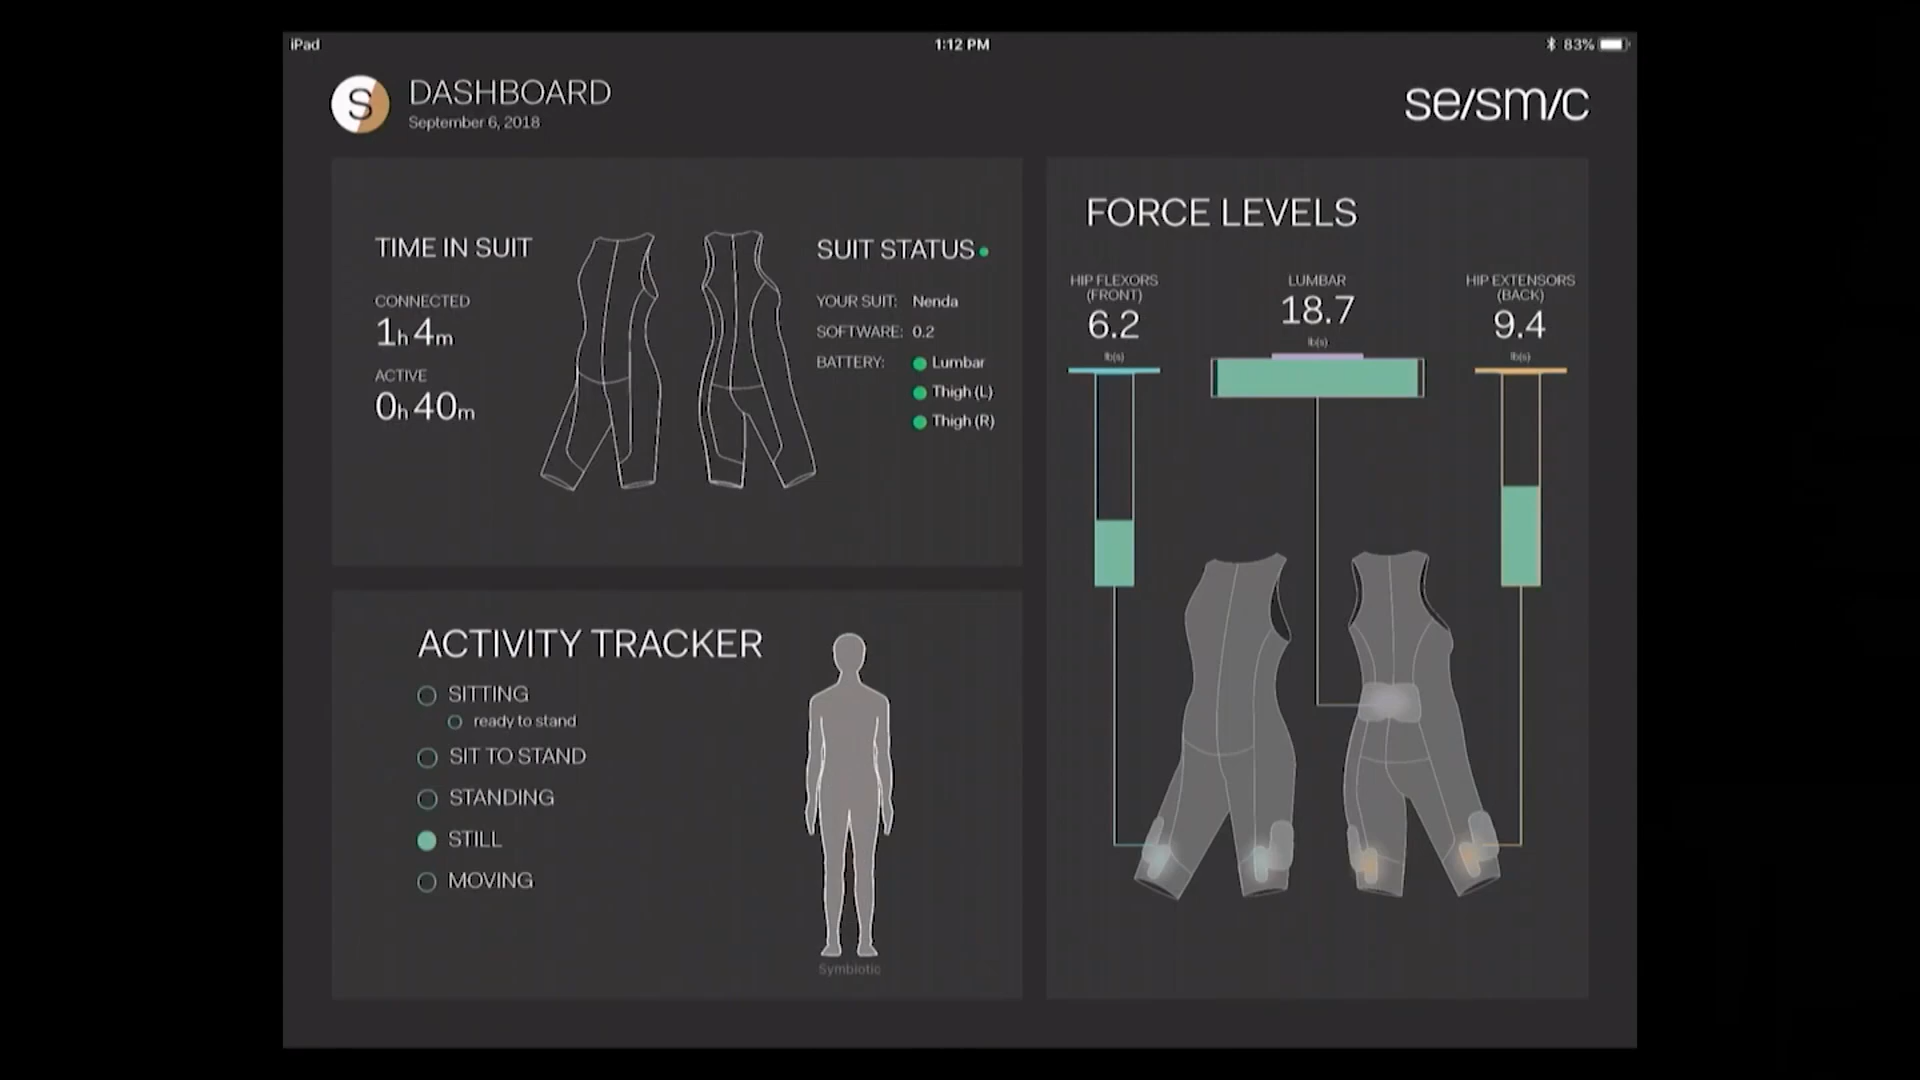 iPad
1:12 PM
83%
S
DASHBOARD
September 6, 2018
se/sm/c
TIME IN SUIT
CONNECTED
1h 4m
ACTIVE
0h 40m
SUIT STATUS
YOUR SUIT: Nenda
SOFTWARE: 0.2
BATTERY: Lumbar
Thigh (L)
Thigh (R)
ACTIVITY TRACKER
SITTING
ready to stand
SIT TO STAND
STANDING
STILL
MOVING
Symbiotic
FORCE LEVELS
HIP FLEXORS
(FRONT)
6.2
lb(s)
LUMBAR
18.7
lb(s)
HIP EXTENSORS
(BACK)
9.4
lb(s)